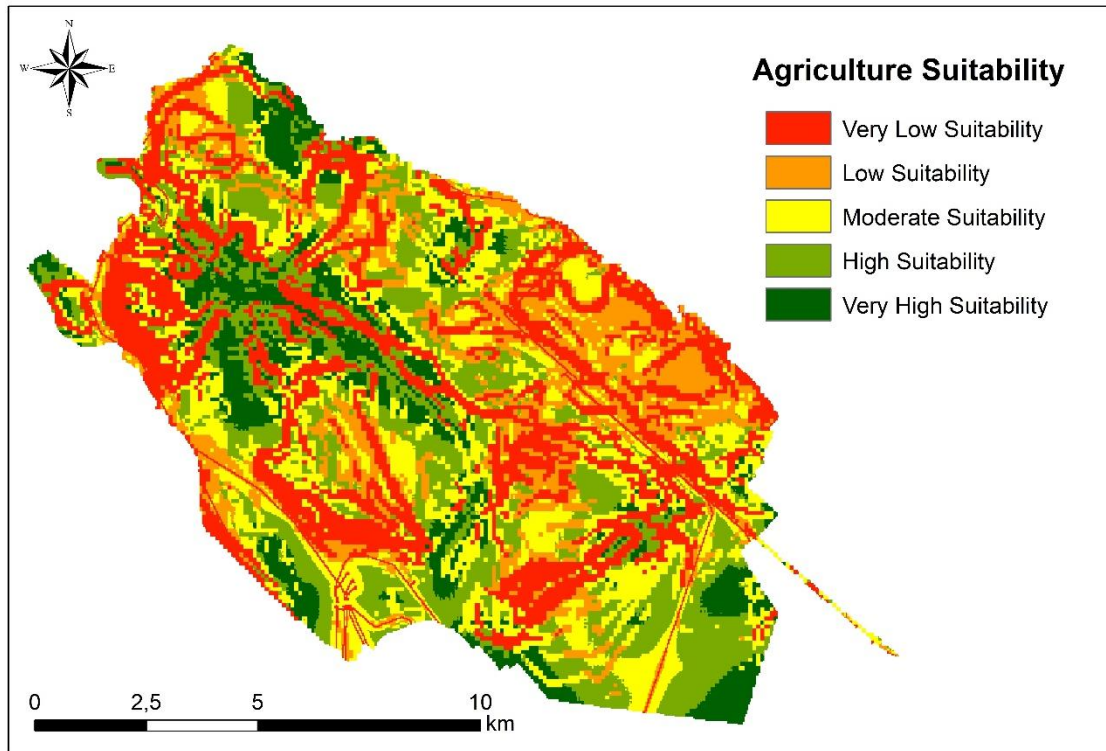 N
W E
S
Agriculture Suitability
Very Low Suitability
Low Suitability
Moderate Suitability
High Suitability
Very High Suitability
0 2,5 5 10
km